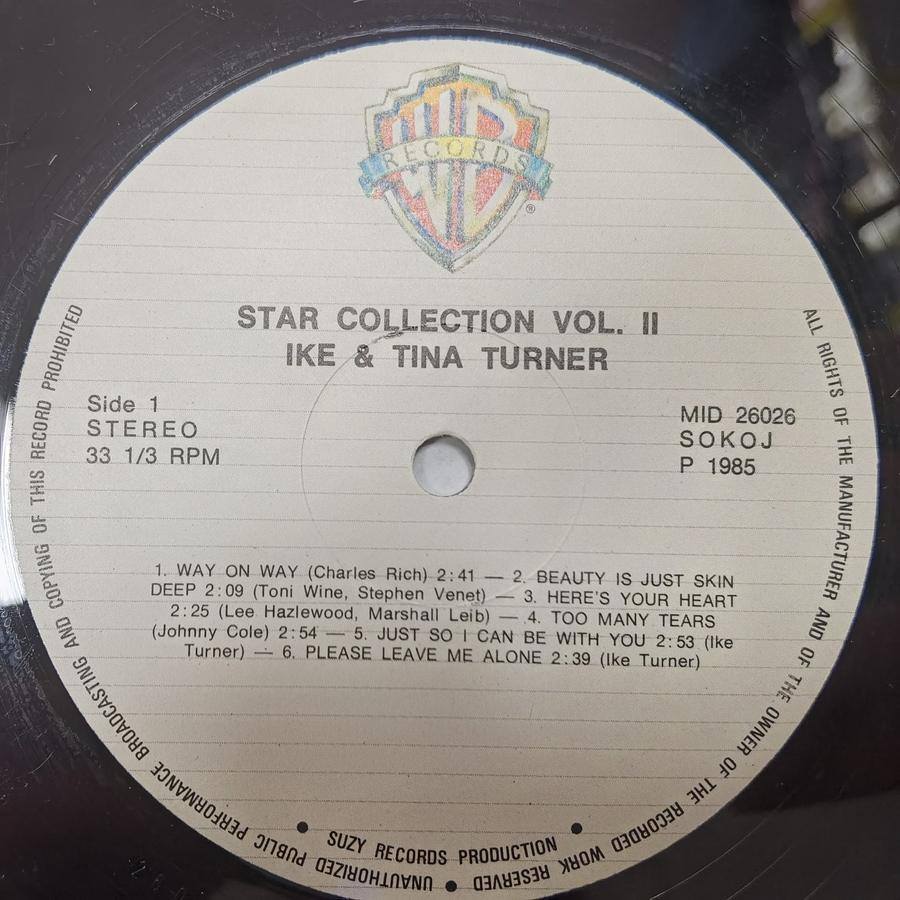 RECORDS
®
STAR COLLECTION VOL. II
IKE & TINA TURNER
Side 1
STEREO
33 1/3 RPM
MID 26026
SOKOJ
P 1985
1. WAY ON WAY (Charles Rich) 2:41 — 2. BEAUTY IS JUST SKIN
DEEP 2:09 (Toni Wine, Stephen Venet) — 3. HERE'S YOUR HEART
2:25 (Lee Hazlewood, Marshall Leib) — 4. TOO MANY TEARS
(Johnny Cole) 2:54 — 5. JUST SO I CAN BE WITH YOU 2:53 (Ike
Turner) — 6. PLEASE LEAVE ME ALONE 2:39 (Ike Turner)
• SUZY RECORDS PRODUCTION •
ALL RIGHTS OF THE MANUFACTURER AND OF THE OWNER OF THE RECORDED WORK RESERVED • UNAUTHORIZED PUBLIC PERFORMANCE BROADCASTING AND COPYING OF THIS RECORD PROHIBITED